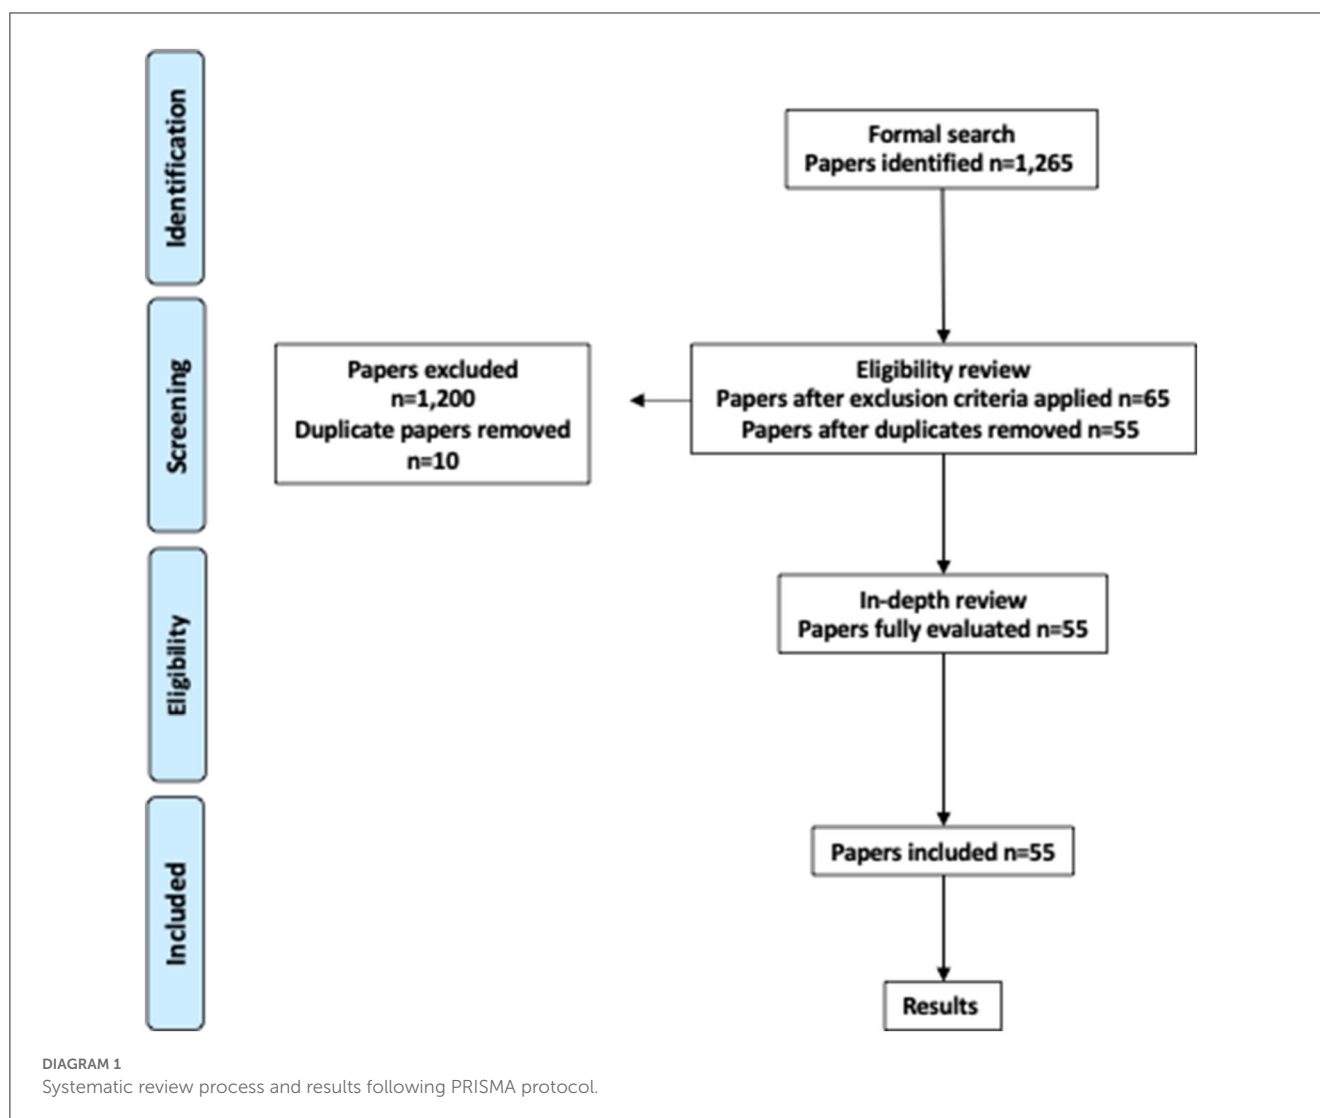 Identification
Formal search
Papers identified n=1,265
Screening
Papers excluded
n=1,200
Duplicate papers removed
n=10
Eligibility review
Papers after exclusion criteria applied n=65
Papers after duplicates removed n=55
Eligibility
In-depth review
Papers fully evaluated n=55
Included
Papers included n=55
Results
DIAGRAM 1
Systematic review process and results following PRISMA protocol.